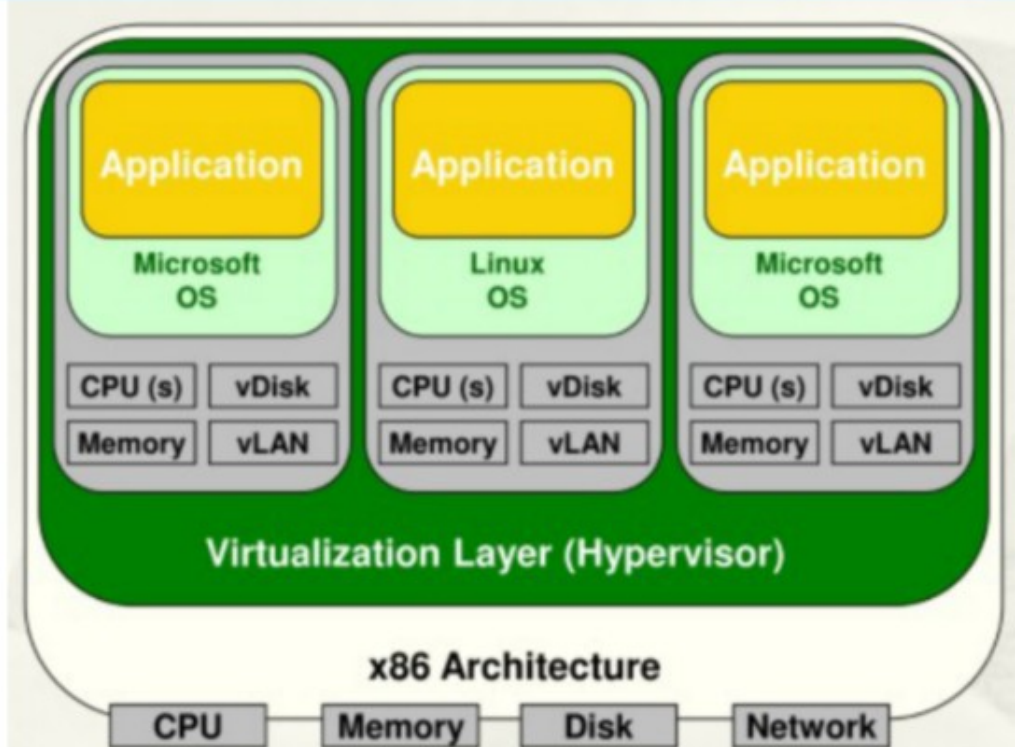 Application
Application
Application
Microsoft
OS
Linux
OS
Microsoft
OS
CPU (s) vDisk
CPU (s) vDisk
CPU (s) vDisk
Memory vLAN
Memory vLAN
Memory vLAN
Virtualization Layer (Hypervisor)
x86 Architecture
CPU
Memory
Disk
Network